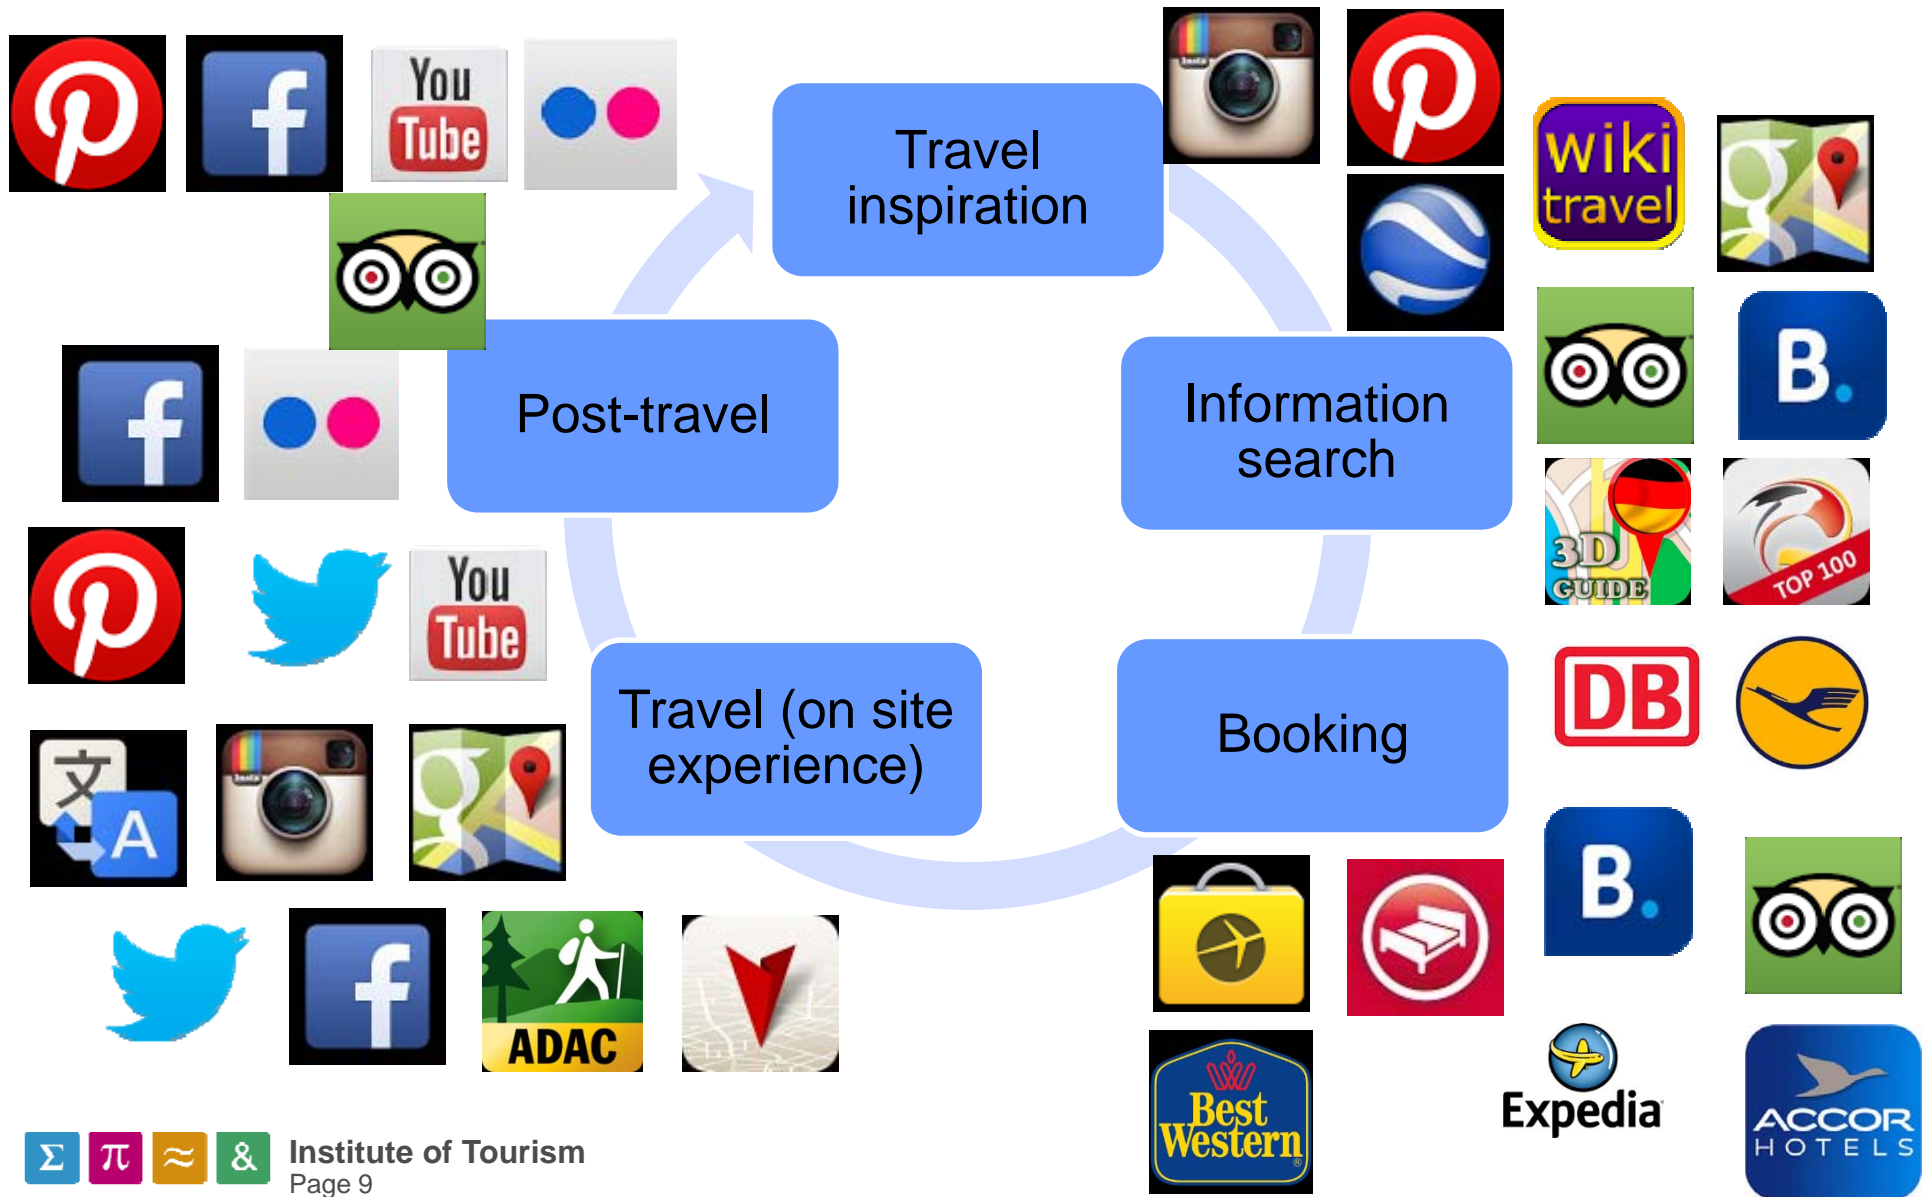 You
Tube
Travel
inspiration
wiki
travel
Post-travel
Information
search
B.
3D
GUIDE
TOP 100
You
Tube
Travel (on site
experience)
Booking
DB
文
A
B.
ADAC
Best
Western
®
Expedia
ACCOR
HOTELS
Σ π ≈ &
Institute of Tourism
Page 9